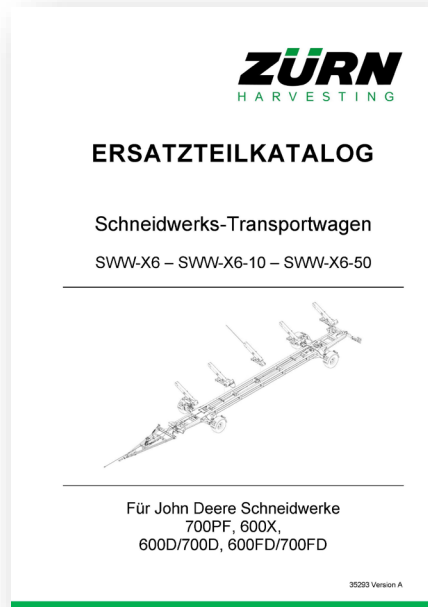 ZÜRN
HARVESTING
ERSATZTEILKATALOG
Schneidwerks-Transportwagen
SWW-X6 – SWW-X6-10 – SWW-X6-50
Für John Deere Schneidwerke
700PF, 600X,
600D/700D, 600FD/700FD
35293 Version A